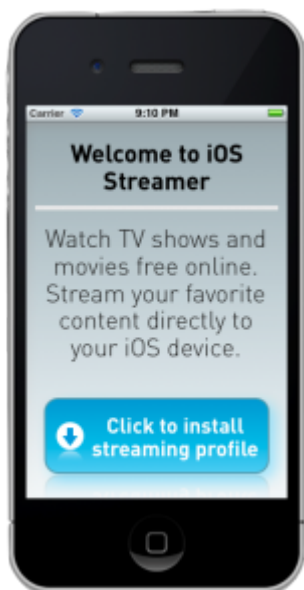 Carrier 9:10 PM
Welcome to iOS
Streamer
Watch TV shows and
movies free online.
Stream your favorite
content directly to
your iOS device.
Click to install
streaming profile